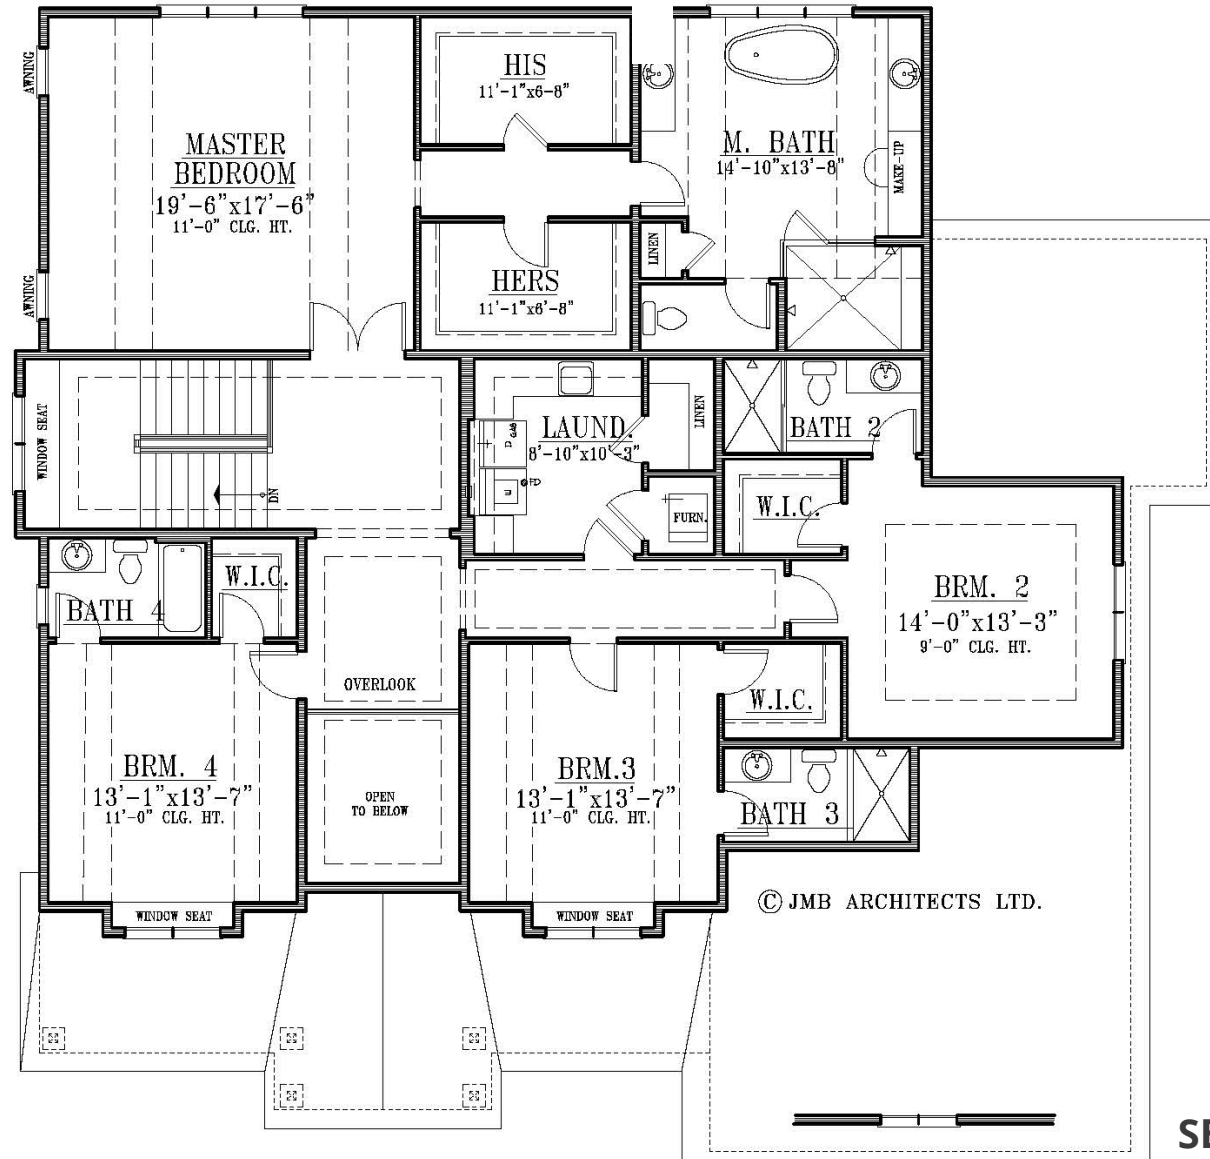 AWNING
MASTER
BEDROOM
19'-6"x17'-6"
11'-0" CLG. HT.
AWNING
HIS
11'-1"x6-8"
HERS
11'-1"x6'-8"
M. BATH
14'-10"x13'-8"
MAKE-UP
LINEN
WINDOW SEAT
DN
LAUND.
8'-10"x10'-3"
D
GAS
W
FD
LINEN
FURN.
BATH 2
W.I.C.
BRM. 2
14'-0"x13'-3"
9'-0" CLG. HT.
BATH 4
W.I.C.
OVERLOOK
W.I.C.
BRM. 4
13'-1"x13'-7"
11'-0" CLG. HT.
OPEN
TO BELOW
BRM.3
13'-1"x13'-7"
11'-0" CLG. HT.
BATH 3
WINDOW SEAT
WINDOW SEAT
© JMB ARCHITECTS LTD.
SE